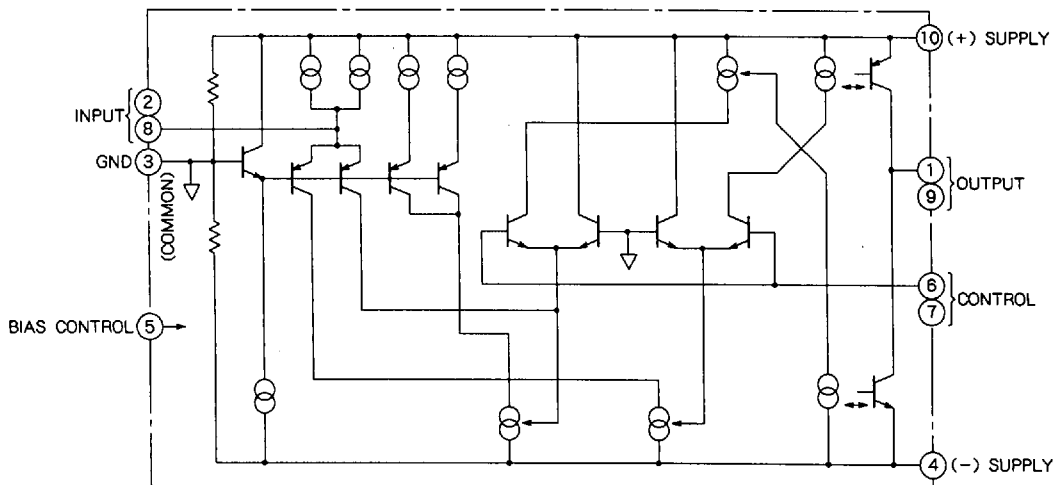 10 (+) SUPPLY
2
INPUT
8
GND 3
(COMMON)
1
OUTPUT
9
6
CONTROL
7
BIAS CONTROL 5
4 (-) SUPPLY